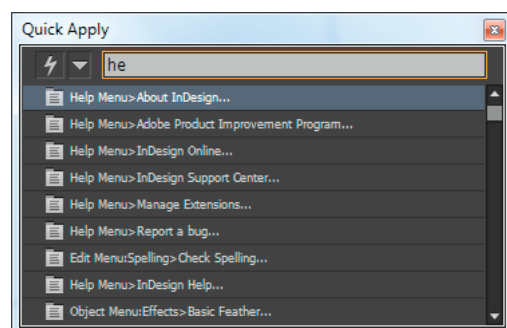 Quick Apply
he
Help Menu>About InDesign...
Help Menu>Adobe Product Improvement Program...
Help Menu>InDesign Online...
Help Menu>InDesign Support Center...
Help Menu>Manage Extensions...
Help Menu>Report a bug...
Edit Menu:Spelling>Check Spelling...
Help Menu>InDesign Help...
Object Menu:Effects>Basic Feather...